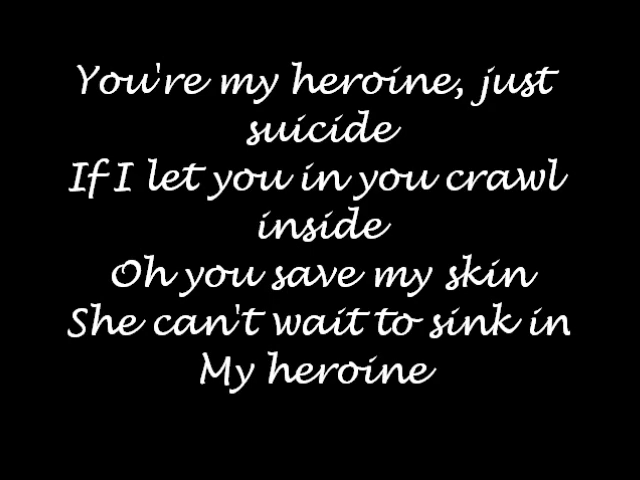 You're my heroine, just
suicide
If I let you in you crawl
inside
Oh you save my skin
She can't wait to sink in
My heroine